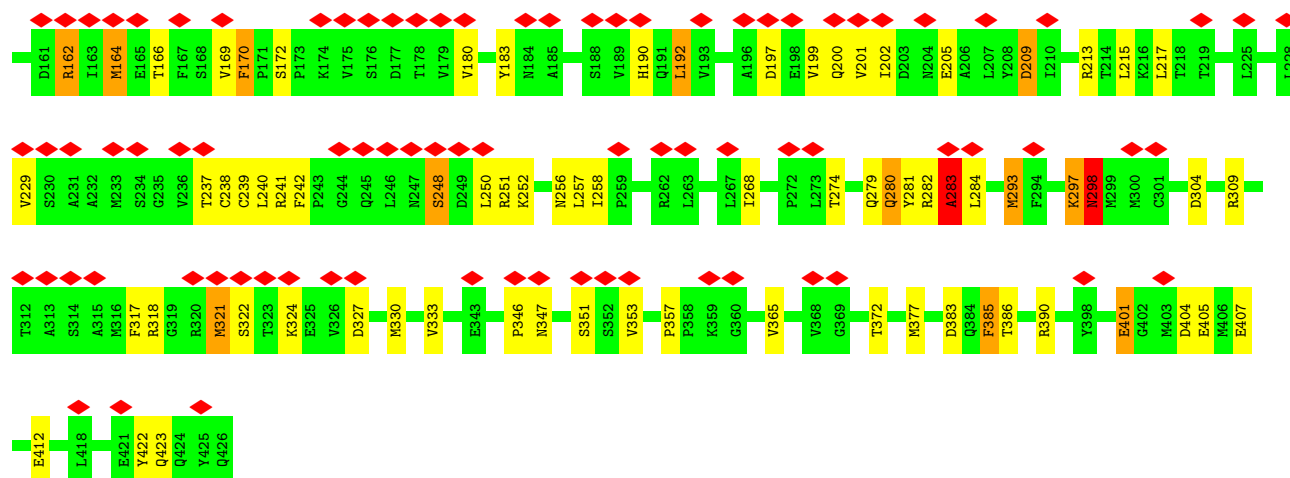 D161 R162 I163 M164 E165 T166 F167 S168 V169 F170 P171 S172 P173 K174 V175 S176 D177 T178 V179 V180 Y183 N184 A185 S188 V189 H190 Q191 L192 V193 A196 D197 E198 V199 Q200 V201 I202 D203 N204 E205 A206 L207 Y208 D209 I210 R213 T214 L215 K216 L217 T218 T219 L225 L228
V229 S230 A231 A232 M233 S234 G235 V236 T237 C238 C239 L240 R241 F242 P243 G244 Q245 L246 N247 S248 D249 L250 R251 K252 N256 L257 I258 P259 R262 L263 L267 I268 P272 L273 T274 Q279 Q280 Y281 R282 A283 L284 M293 F294 K297 N298 M299 M300 C301 D304 R309
T312 A313 S314 A315 M316 F317 R318 G319 R320 M321 S322 T323 K324 E325 V326 D327 M330 V333 E343 P346 N347 S351 S352 V353 P357 P358 K359 G360 V365 V368 G369 T372 M377 D383 Q384 F385 T386 R390 Y398 E401 G402 M403 D404 E405 M406 E407
E412 L418 E421 Y422 Q423 Q424 Y425 Q426